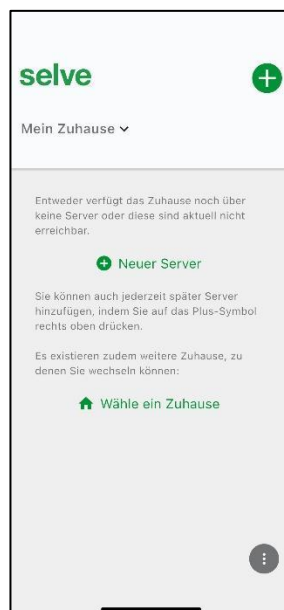 selve
Mein Zuhause
Entweder verfügt das Zuhause noch über
keine Server oder diese sind aktuell nicht
erreichbar.
Neuer Server
Sie können auch jederzeit später Server
hinzufügen, indem Sie auf das Plus-Symbol
rechts oben drücken.
Es existieren zudem weitere Zuhause, zu
denen Sie wechseln können:
Wähle ein Zuhause